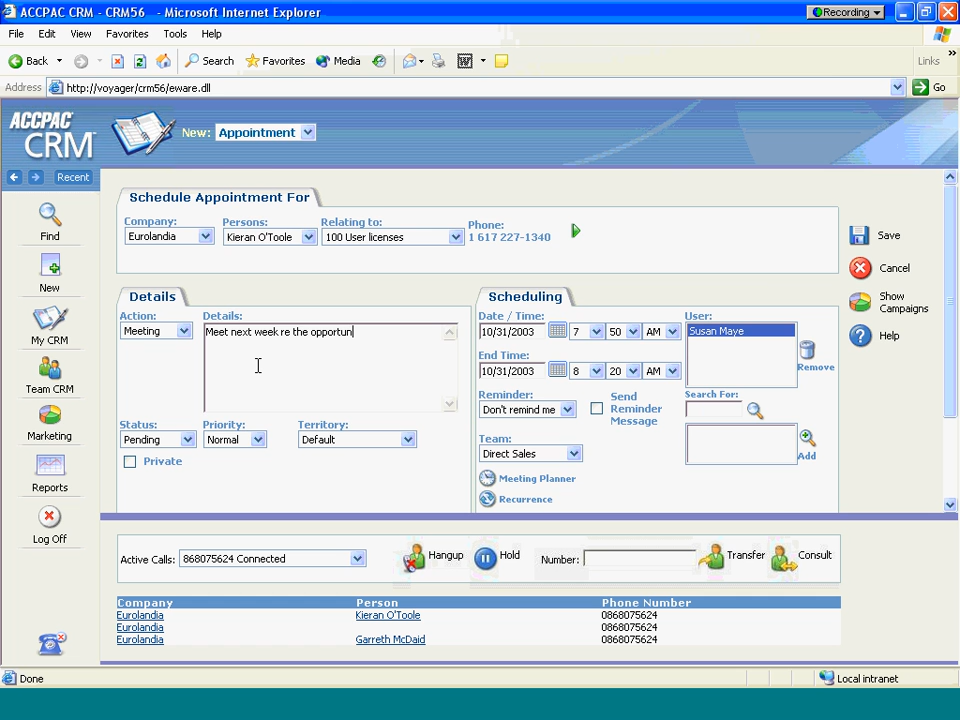 ACCPAC CRM - CRM56 - Microsoft Internet Explorer
Recording
File Edit View Favorites Tools Help
Back Search Favorites Media
Links
Address http://voyager/crm56/eware.dll Go
ACCPAC
CRM
New: Appointment
Recent
Find
New
My CRM
Team CRM
Marketing
Reports
Log Off
Schedule Appointment For
Company: Persons: Relating to: Phone:
Eurolandia Kieran O'Toole 100 User licenses 1 617 227-1340
Save
Cancel
Show
Campaigns
Help
Details
Action: Details:
Meeting Meet next week re the opportun
Status: Priority: Territory:
Pending Normal Default
Private
Scheduling
Date / Time: User:
10/31/2003 7 50 AM Susan Maye
End Time:
10/31/2003 8 20 AM
Remove
Reminder: Send
Reminder
Message
Don't remind me
Search For:
Team:
Direct Sales
Add
Meeting Planner
Recurrence
Active Calls: 868075624 Connected Hangup Hold Number: Transfer Consult
Company Person Phone Number
Eurolandia Kieran O'Toole 0868075624
Eurolandia 0868075624
Eurolandia Garreth McDaid 0868075624
Done Local intranet